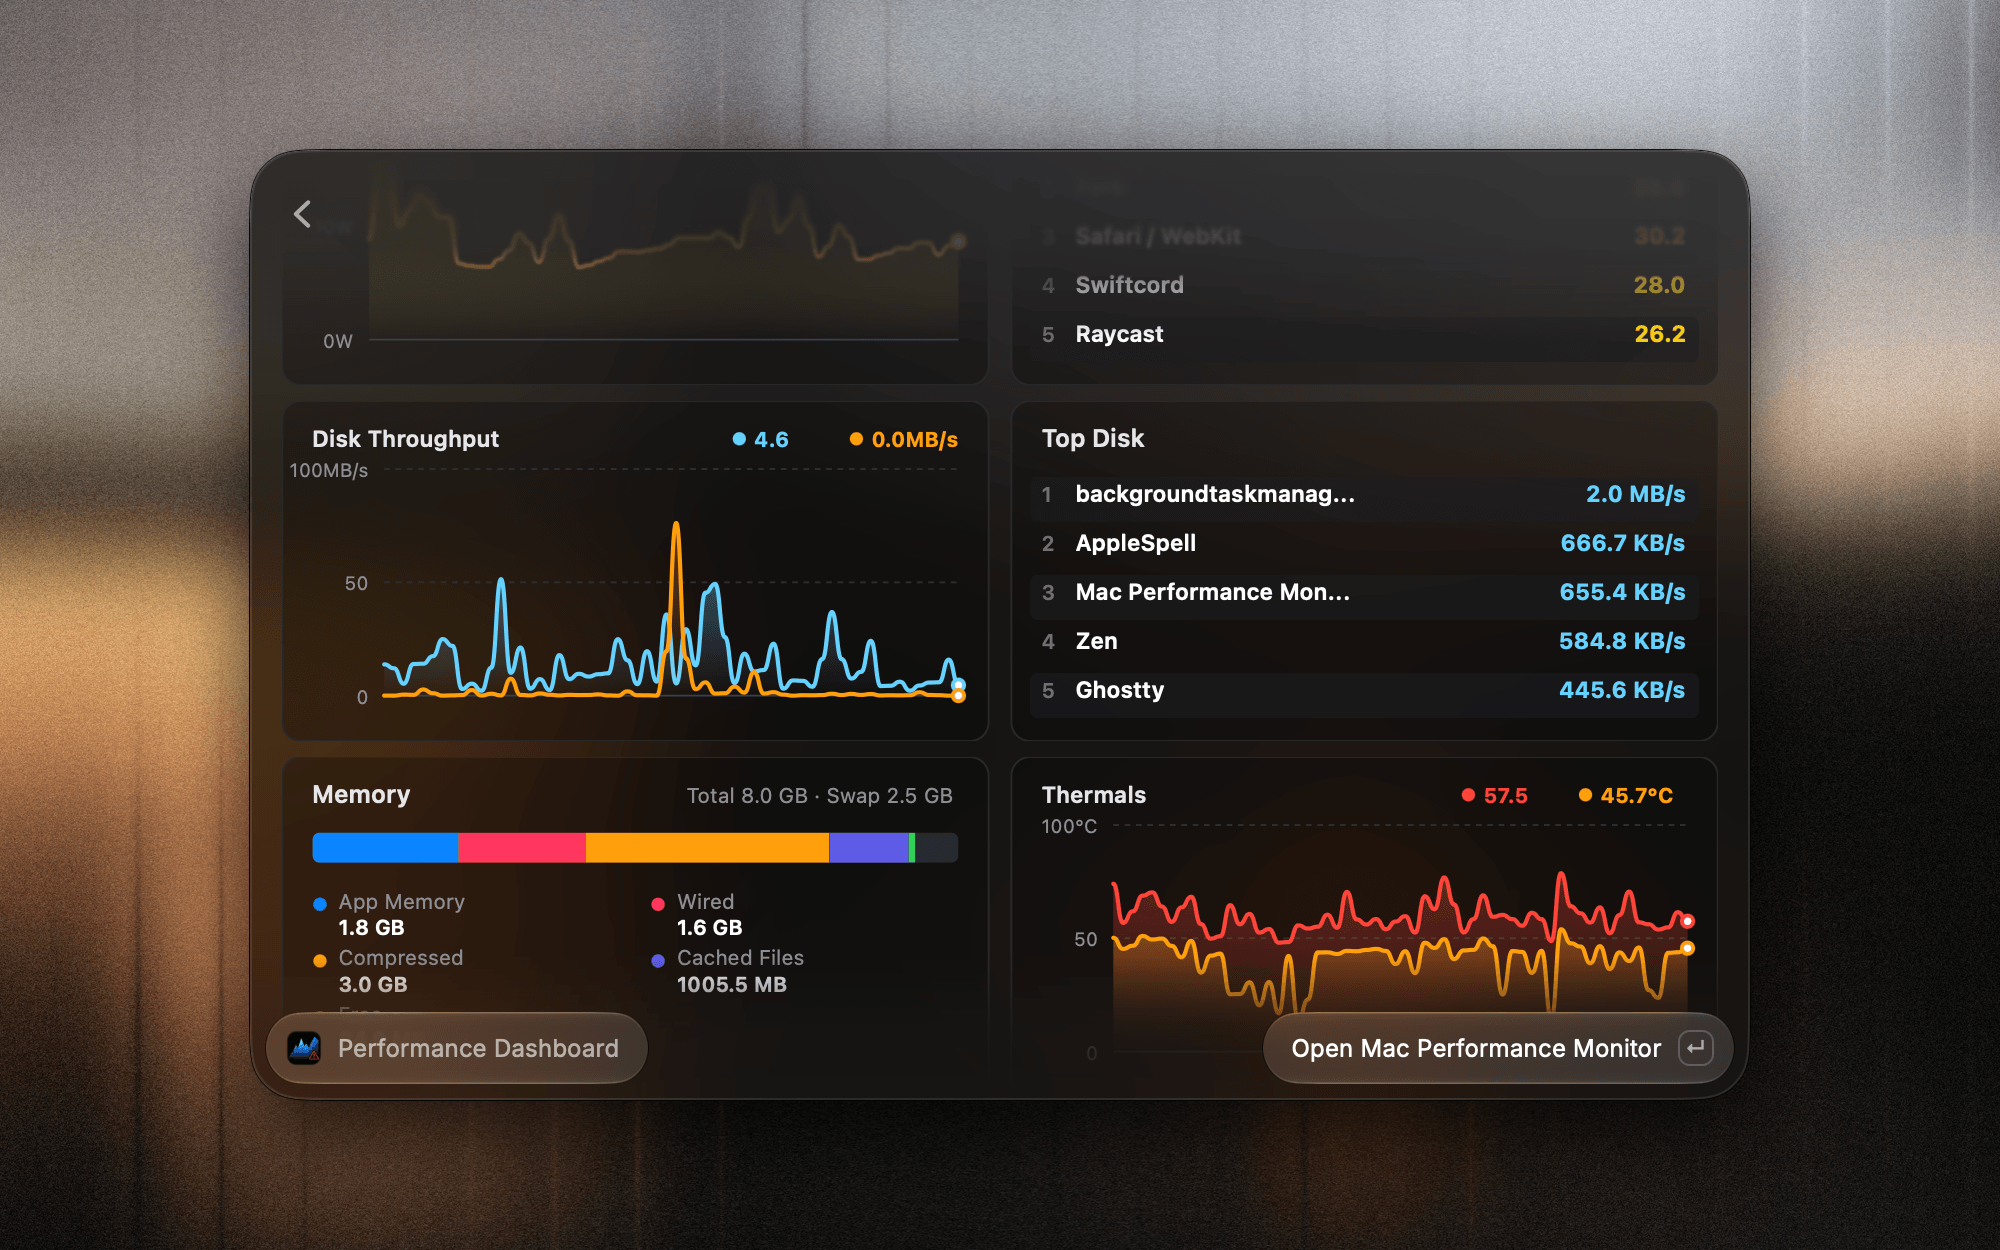 3 Safari / WebKit 30.2
4 Swiftcord 28.0
5 Raycast 26.2
0W
Disk Throughput 4.6 0.0MB/s
100MB/s
50
0
Top Disk
1 backgroundtaskmanag... 2.0 MB/s
2 AppleSpell 666.7 KB/s
3 Mac Performance Mon... 655.4 KB/s
4 Zen 584.8 KB/s
5 Ghostty 445.6 KB/s
Memory Total 8.0 GB · Swap 2.5 GB
App Memory
1.8 GB
Wired
1.6 GB
Compressed
3.0 GB
Cached Files
1005.5 MB
Thermals 57.5 45.7°C
100°C
50
0
Performance Dashboard
Open Mac Performance Monitor